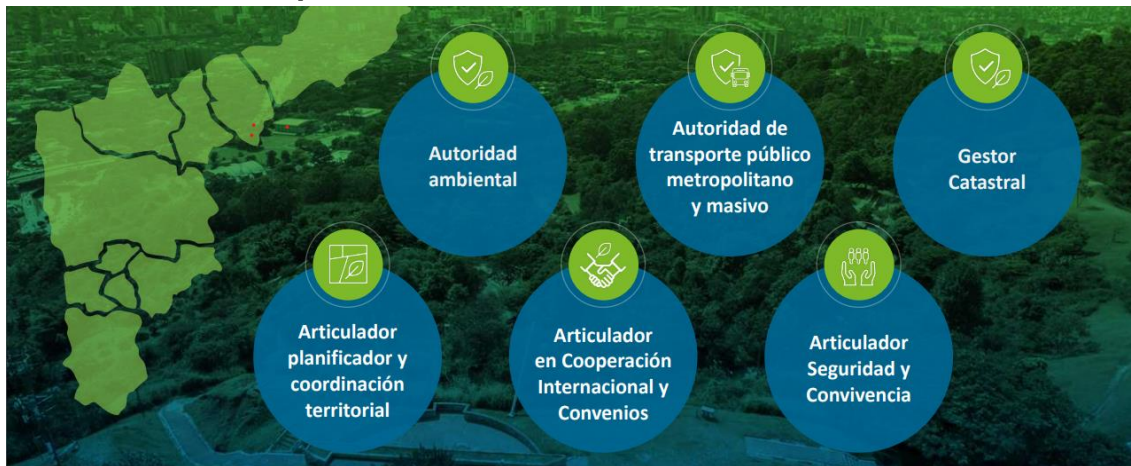 Autoridad
ambiental
Autoridad de
transporte público
metropolitano
y masivo
Gestor
Catastral
Articulador
planificador y
coordinación
territorial
Articulador
en Cooperación
Internacional y
Convenios
Articulador
Seguridad y
Convivencia